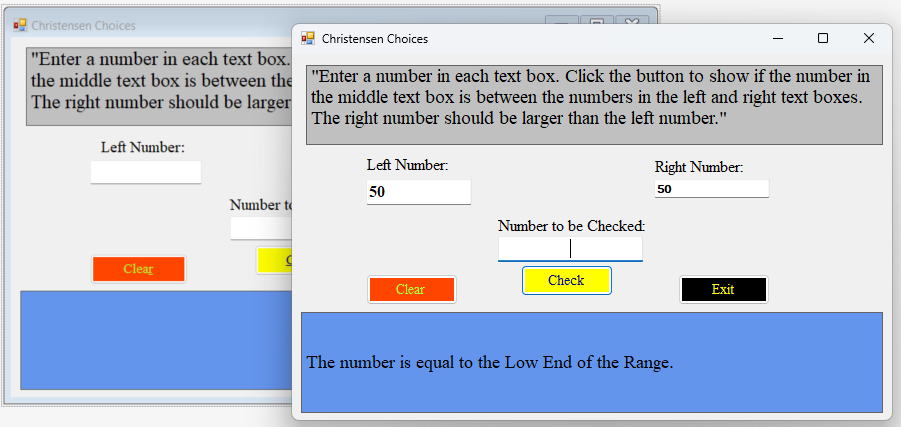 Christensen Choices
"Enter a number in each text box.
the middle text box is between the
The right number should be larger
Left Number:
Number to
Clear
C
Christensen Choices
"Enter a number in each text box. Click the button to show if the number in
the middle text box is between the numbers in the left and right text boxes.
The right number should be larger than the left number."
Left Number:
Right Number:
50
50
Number to be Checked:
Check
Clear
Exit
The number is equal to the Low End of the Range.